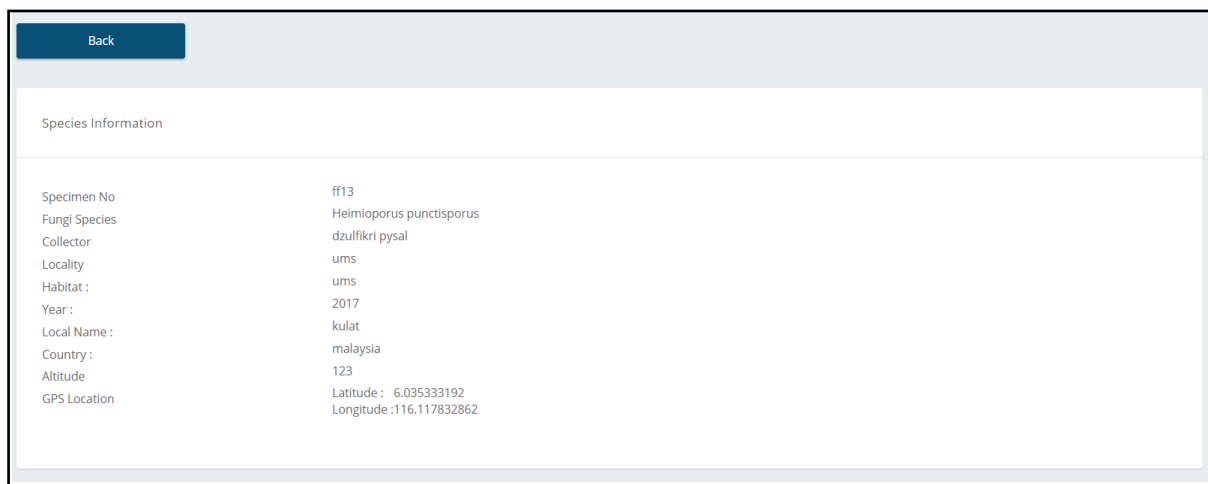 Back
Species Information
Specimen No ff13
Fungi Species Heimioporus punctisporus
Collector dzulfikri pysal
Locality ums
Habitat : ums
Year : 2017
Local Name : kulat
Country : malaysia
Altitude 123
GPS Location Latitude : 6.035333192
Longitude :116.117832862